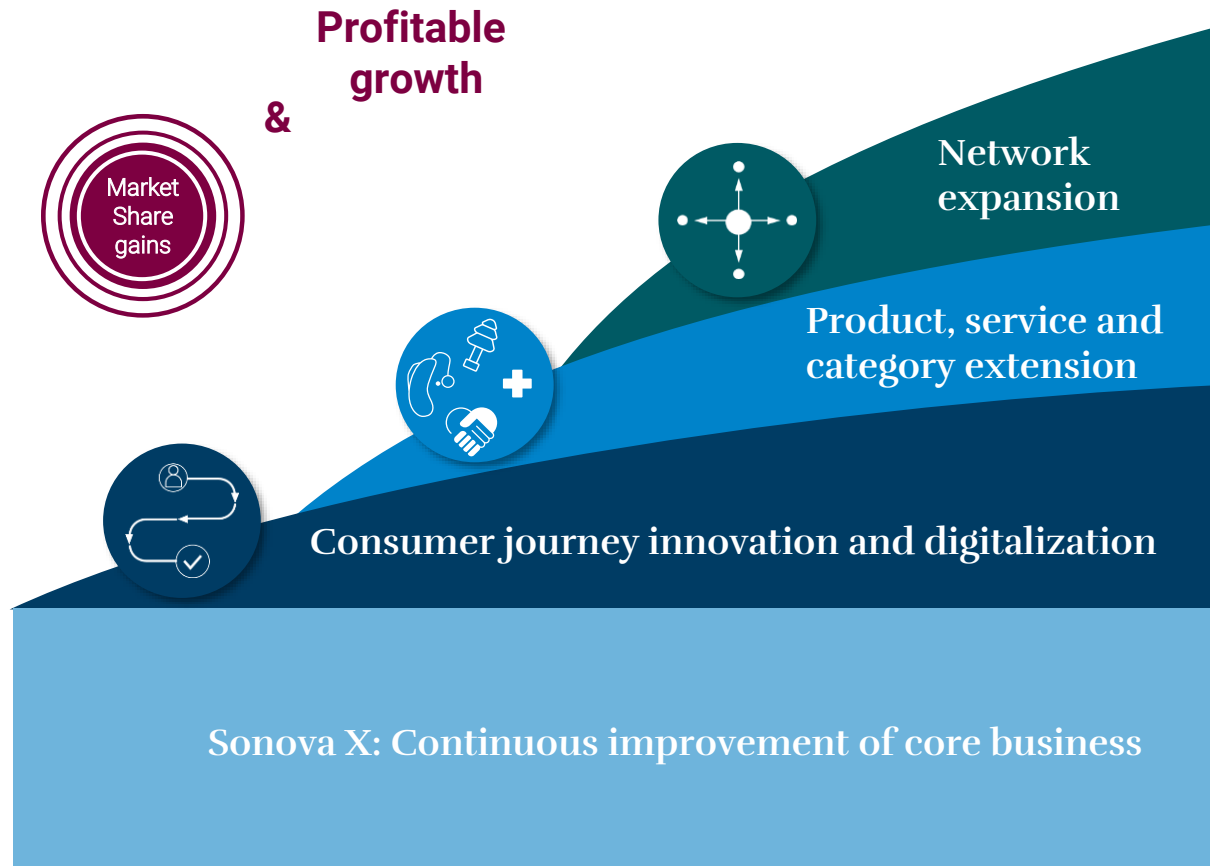 Profitable
growth
&
Market
Share
gains
Network
expansion
Product, service and
category extension
Consumer journey innovation and digitalization
Sonova X: Continuous improvement of core business